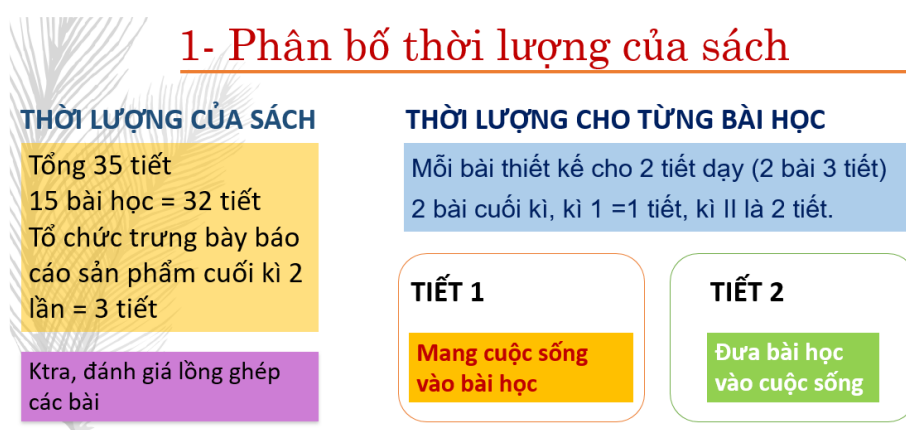 1- Phân bố thời lượng của sách
THỜI LƯỢNG CỦA SÁCH
Tổng 35 tiết
15 bài học = 32 tiết
Tổ chức trưng bày báo
cáo sản phẩm cuối kì 2
lần = 3 tiết
Ktra, đánh giá lồng ghép
các bài
THỜI LƯỢNG CHO TỪNG BÀI HỌC
Mỗi bài thiết kế cho 2 tiết dạy (2 bài 3 tiết)
2 bài cuối kì, kì 1 =1 tiết, kì II là 2 tiết.
TIẾT 1
Mang cuộc sống
vào bài học
TIẾT 2
Đưa bài học
vào cuộc sống